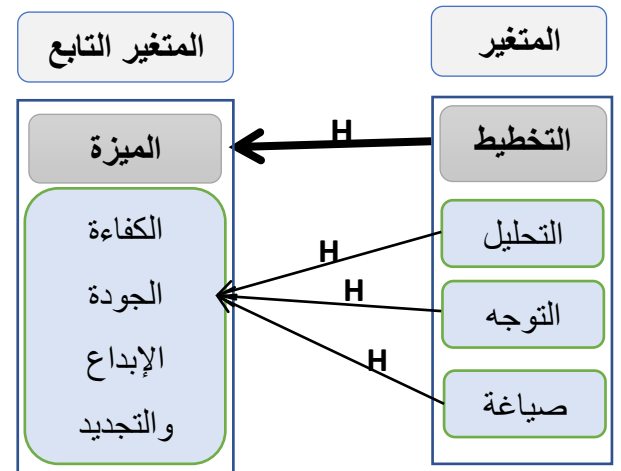 المتغير
المتغير التابع
التخطيط
H
الميزة
التحليل
H
التوجه
H
صياغة
H
الكفاءة
الجودة
الإبداع
والتجديد